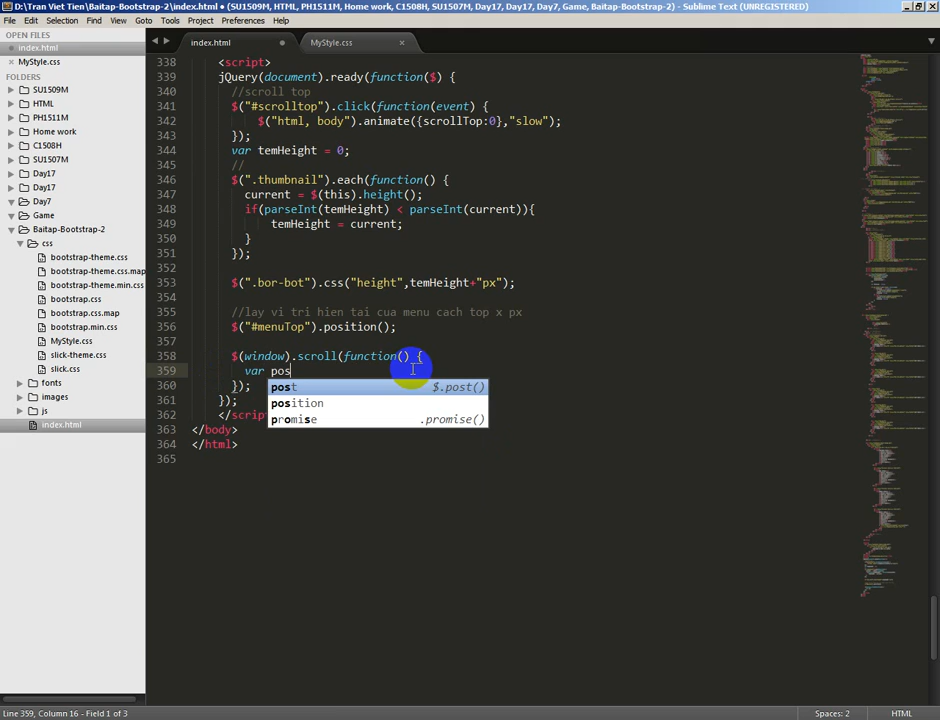 D:\Tran Viet Tien\Baitap-Bootstrap-2\index.html • (SU1509M, HTML, PH1511M, Home work, C1508H, SU1507M, Day17, Day17, Day7, Game, Baitap-Bootstrap-2) - Sublime Text (UNREGISTERED)
File Edit Selection Find View Goto Tools Project Preferences Help
OPEN FILES
index.html
MyStyle.css
FOLDERS
SU1509M
HTML
PH1511M
Home work
C1508H
SU1507M
Day17
Day17
Day7
Game
Baitap-Bootstrap-2
css
bootstrap-theme.css
bootstrap-theme.css.map
bootstrap-theme.min.css
bootstrap.css
bootstrap.css.map
bootstrap.min.css
MyStyle.css
slick-theme.css
slick.css
fonts
images
js
index.html
index.html
MyStyle.css
338 <script>
339 jQuery(document).ready(function($) {
340 //scroll top
341 $("#scrolltop").click(function(event) {
342 $("html, body").animate({scrollTop:0},"slow");
343 });
344 var temHeight = 0;
345 //
346 $(".thumbnail").each(function() {
347 current = $(this).height();
348 if(parseInt(temHeight) < parseInt(current)){
349 temHeight = current;
350 }
351 });
352
353 $(".bor-bot").css("height",temHeight+"px");
354
355 //lay vi tri hien tai cua menu cach top x px
356 $("#menuTop").position();
357
358 $(window).scroll(function() {
359 var pos
360 });
361 });
362 </script
363 </body>
364 </html>
365
post $.post()
position
promise .promise()
Line 359, Column 16 - Field 1 of 3
Spaces: 2
HTML